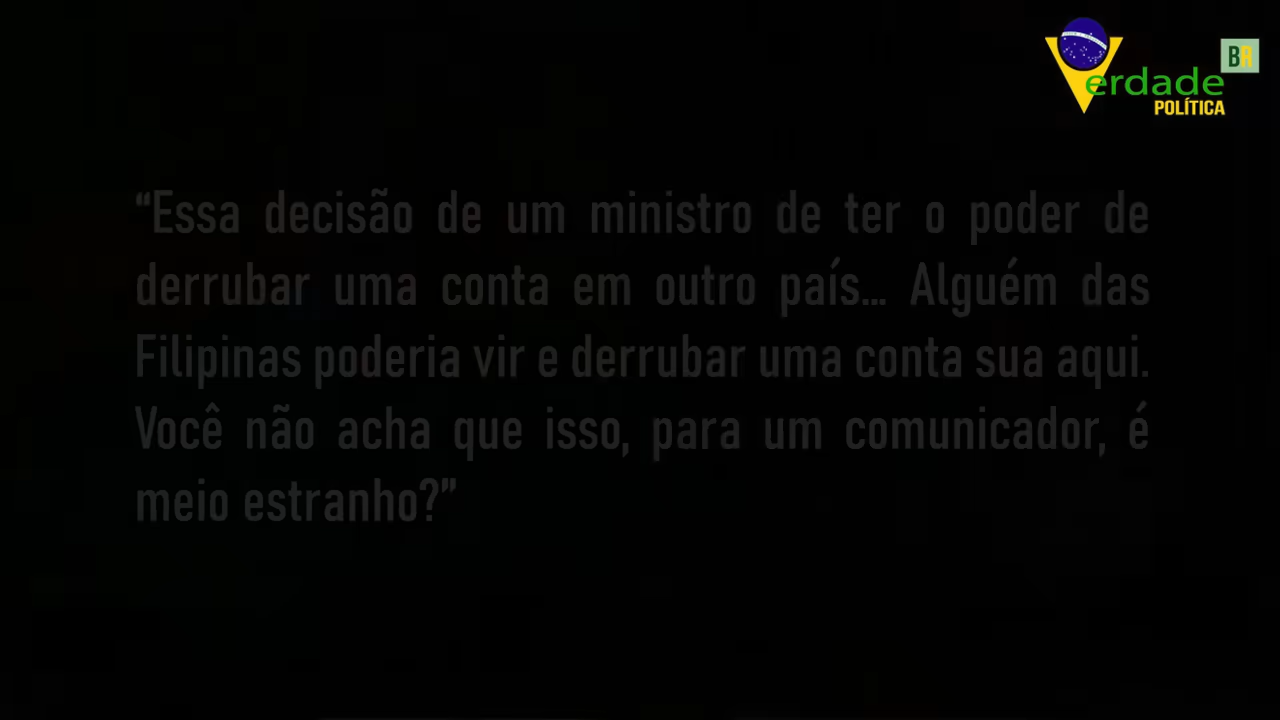 Verdade
BA
POLÍTICA
“Essa decisão de um ministro de ter o poder de
derrubar uma conta em outro país... Alguém das
Filipinas poderia vir e derrubar uma conta sua aqui.
Você não acha que isso, para um comunicador, é
meio estranho?”